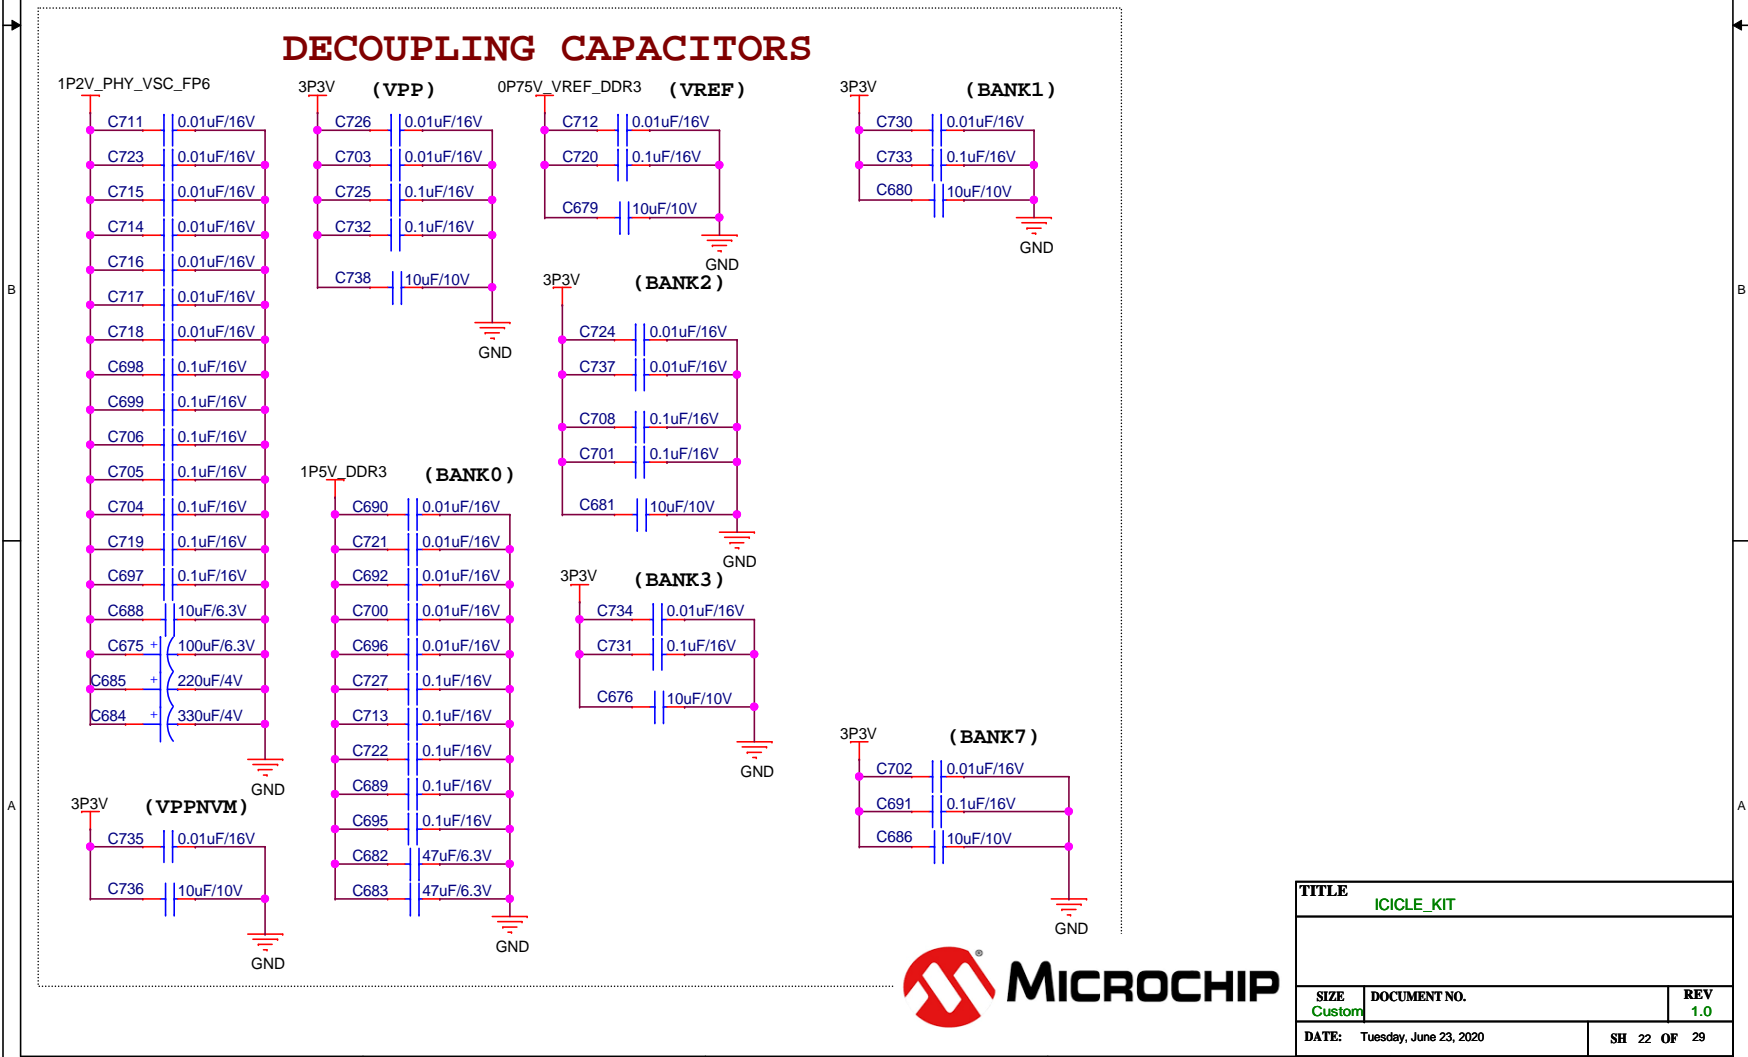 DECOUPLING CAPACITORS
1P2V_PHY_VSC_FP6
C711 0.01uF/16V
C723 0.01uF/16V
C715 0.01uF/16V
C714 0.01uF/16V
C716 0.01uF/16V
C717 0.01uF/16V
C718 0.01uF/16V
C698 0.1uF/16V
C699 0.1uF/16V
C706 0.1uF/16V
C705 0.1uF/16V
C704 0.1uF/16V
C719 0.1uF/16V
C697 0.1uF/16V
C688 10uF/6.3V
C675 + 100uF/6.3V
C685 + 220uF/4V
C684 + 330uF/4V
GND
3P3V (VPPNVM)
C735 0.01uF/16V
C736 10uF/10V
GND
3P3V (VPP)
C726 0.01uF/16V
C703 0.01uF/16V
C725 0.1uF/16V
C732 0.1uF/16V
C738 10uF/10V
GND
1P5V_DDR3 (BANK0)
C690 0.01uF/16V
C721 0.01uF/16V
C692 0.01uF/16V
C700 0.01uF/16V
C696 0.01uF/16V
C727 0.1uF/16V
C713 0.1uF/16V
C722 0.1uF/16V
C689 0.1uF/16V
C695 0.1uF/16V
C682 47uF/6.3V
C683 47uF/6.3V
GND
0P75V_VREF_DDR3 (VREF)
C712 0.01uF/16V
C720 0.1uF/16V
C679 10uF/10V
GND
3P3V (BANK2)
C724 0.01uF/16V
C737 0.01uF/16V
C708 0.1uF/16V
C701 0.1uF/16V
C681 10uF/10V
GND
3P3V (BANK3)
C734 0.01uF/16V
C731 0.1uF/16V
C676 10uF/10V
GND
3P3V (BANK1)
C730 0.01uF/16V
C733 0.1uF/16V
C680 10uF/10V
GND
3P3V (BANK7)
C702 0.01uF/16V
C691 0.1uF/16V
C686 10uF/10V
GND
B B
A A
® MICROCHIP
TITLE
ICICLE_KIT
SIZE DOCUMENT NO. REV
Custom 1.0
DATE: Tuesday, June 23, 2020 SH 22 OF 29